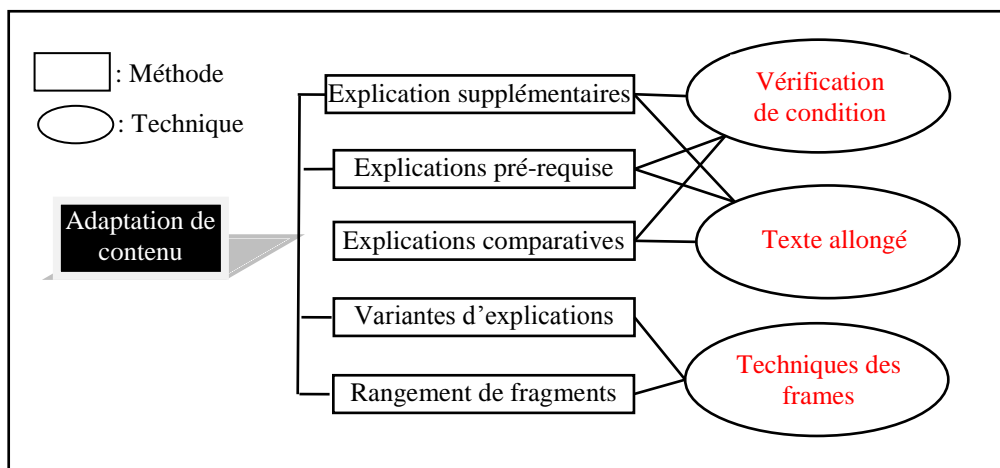 : Méthode
: Technique
Adaptation de
contenu
Explication supplémentaires
Explications pré-requise
Explications comparatives
Variantes d’explications
Rangement de fragments
Vérification
de condition
Texte allongé
Techniques des
frames